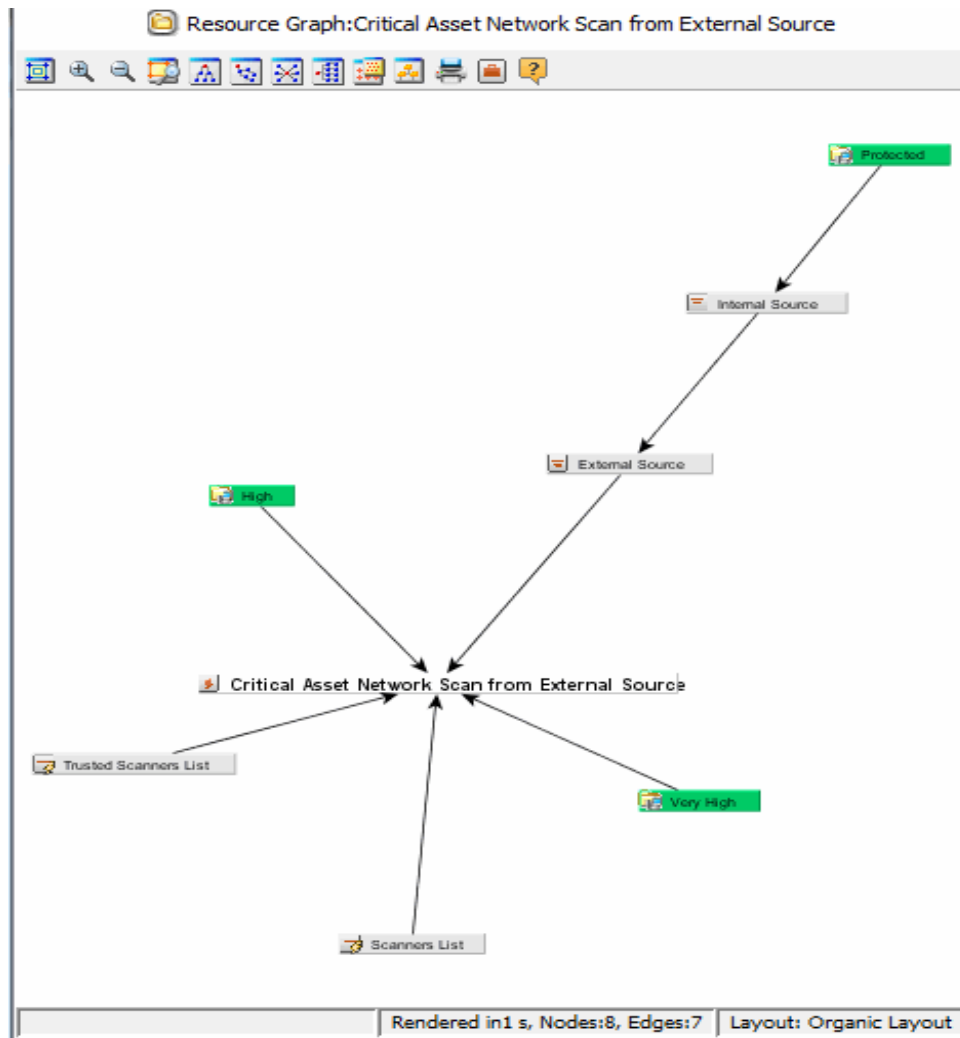 Resource Graph:Critical Asset Network Scan from External Source
Protected
Internal Source
External Source
High
Critical Asset Network Scan from External Source
Trusted Scanners List
Very High
Scanners List
Rendered in1 s, Nodes:8, Edges:7
Layout: Organic Layout